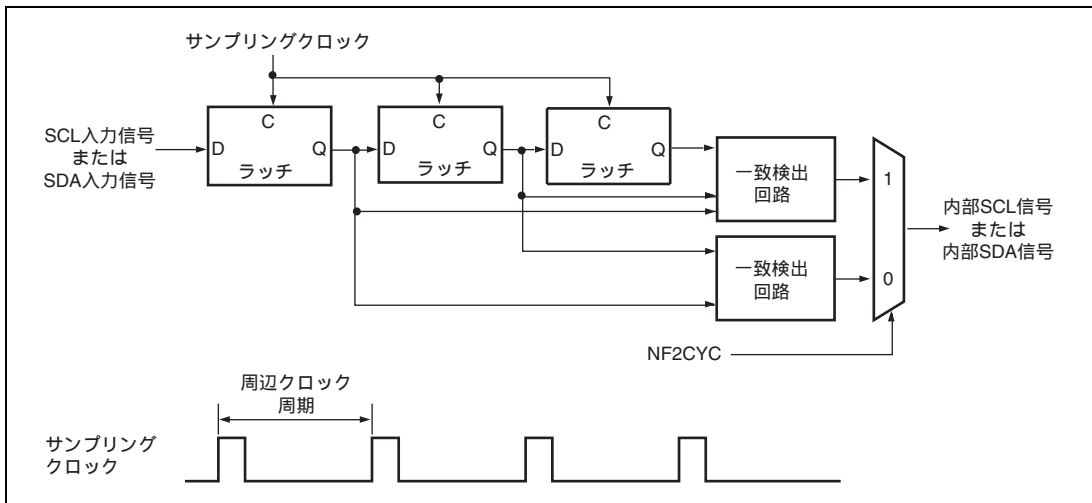 サンプリングクロック
SCL入力信号
または
SDA入力信号
C
D
Q
ラッチ
C
D
Q
ラッチ
C
D
Q
ラッチ
一致検出
回路
一致検出
回路
1
0
内部SCL信号
または
内部SDA信号
NF2CYC
周辺クロック
周期
サンプリング
クロック